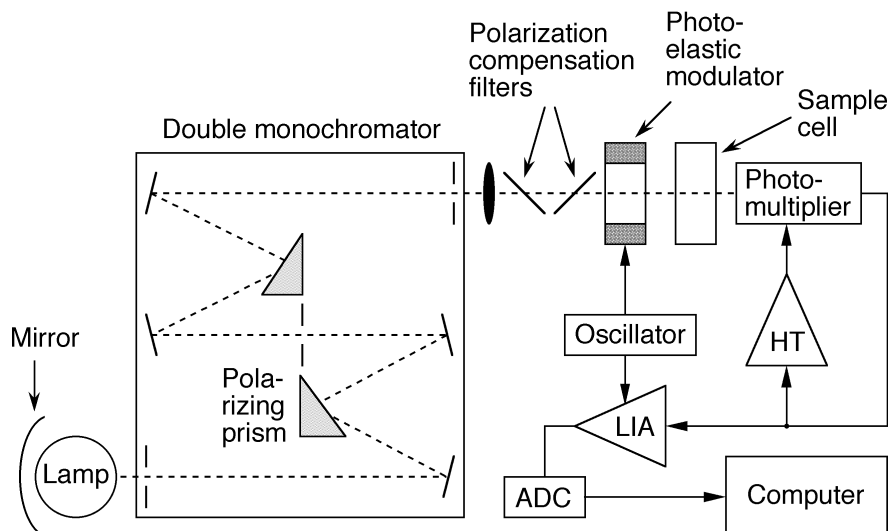 Polarization
compensation
filters
Photo-
elastic
modulator
Sample
cell
Double monochromator
Photo-
multiplier
Oscillator
HT
Mirror
Pola-
rizing
prism
LIA
Lamp
ADC
Computer